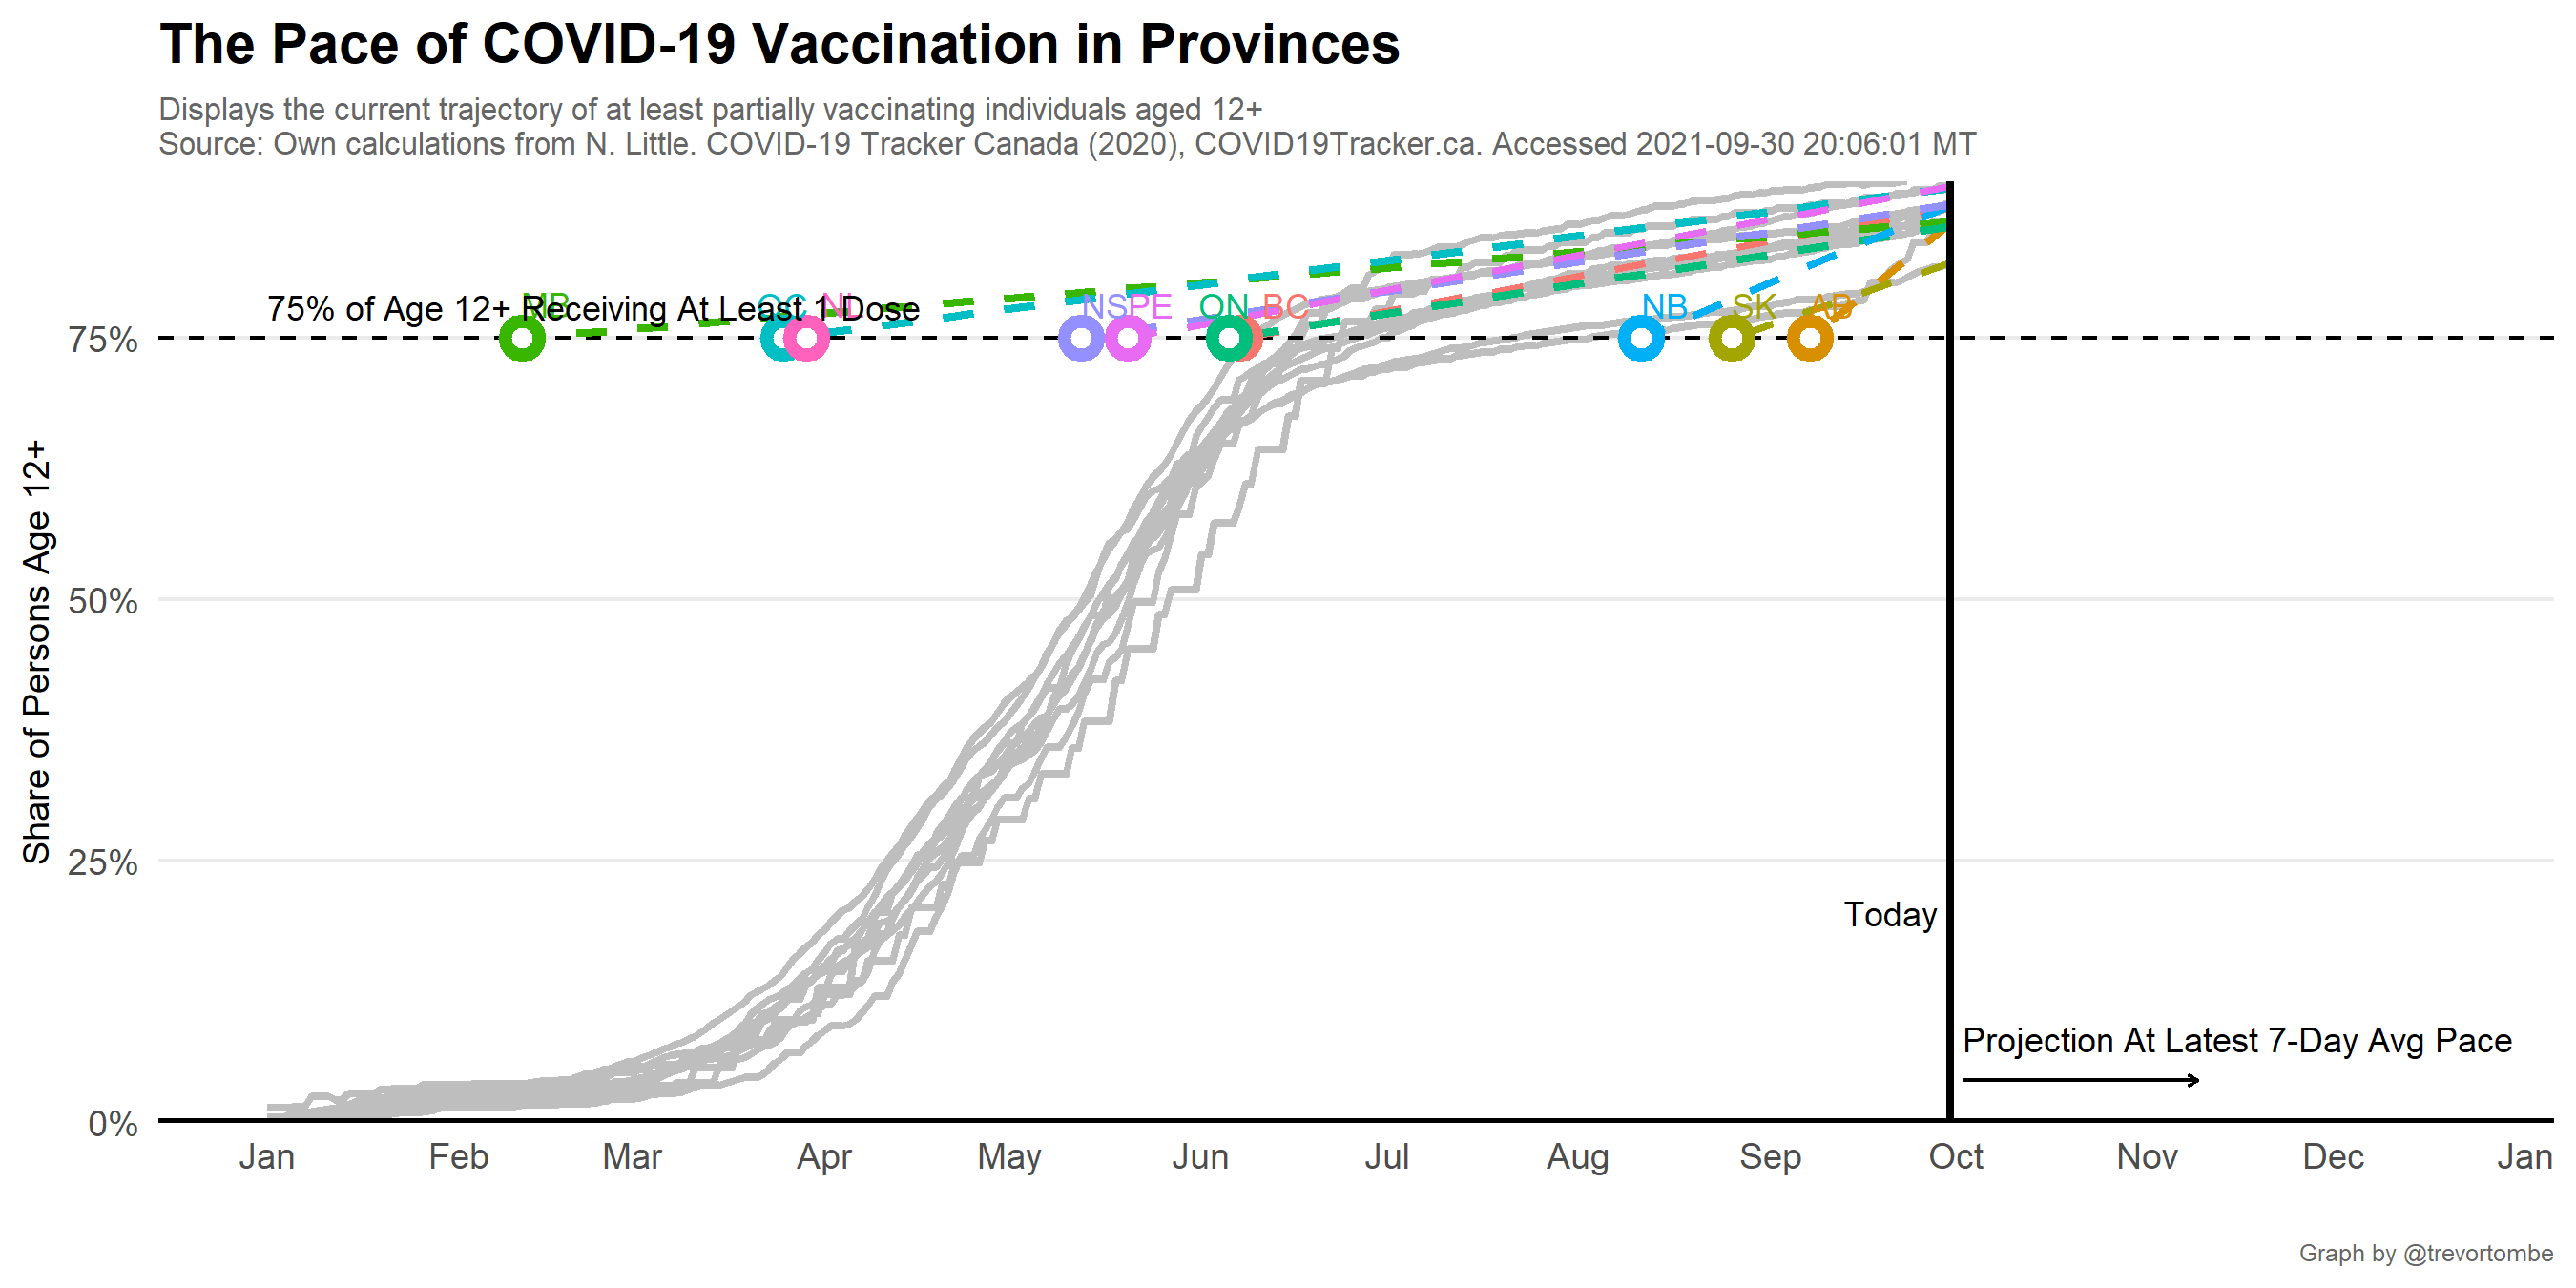 The Pace of COVID-19 Vaccination in Provinces
Displays the current trajectory of at least partially vaccinating individuals aged 12+
Source: Own calculations from N. Little. COVID-19 Tracker Canada (2020), COVID19Tracker.ca. Accessed 2021-09-30 20:06:01 MT
75% of Age 12+ Receiving At Least 1 Dose
MB
QC
NL
NS
PE
ON
BC
NB
SK
AB
75%
50%
25%
0%
Share of Persons Age 12+
Today
Projection At Latest 7-Day Avg Pace
Jan Feb Mar Apr May Jun Jul Aug Sep Oct Nov Dec Jan
Graph by @trevortombe